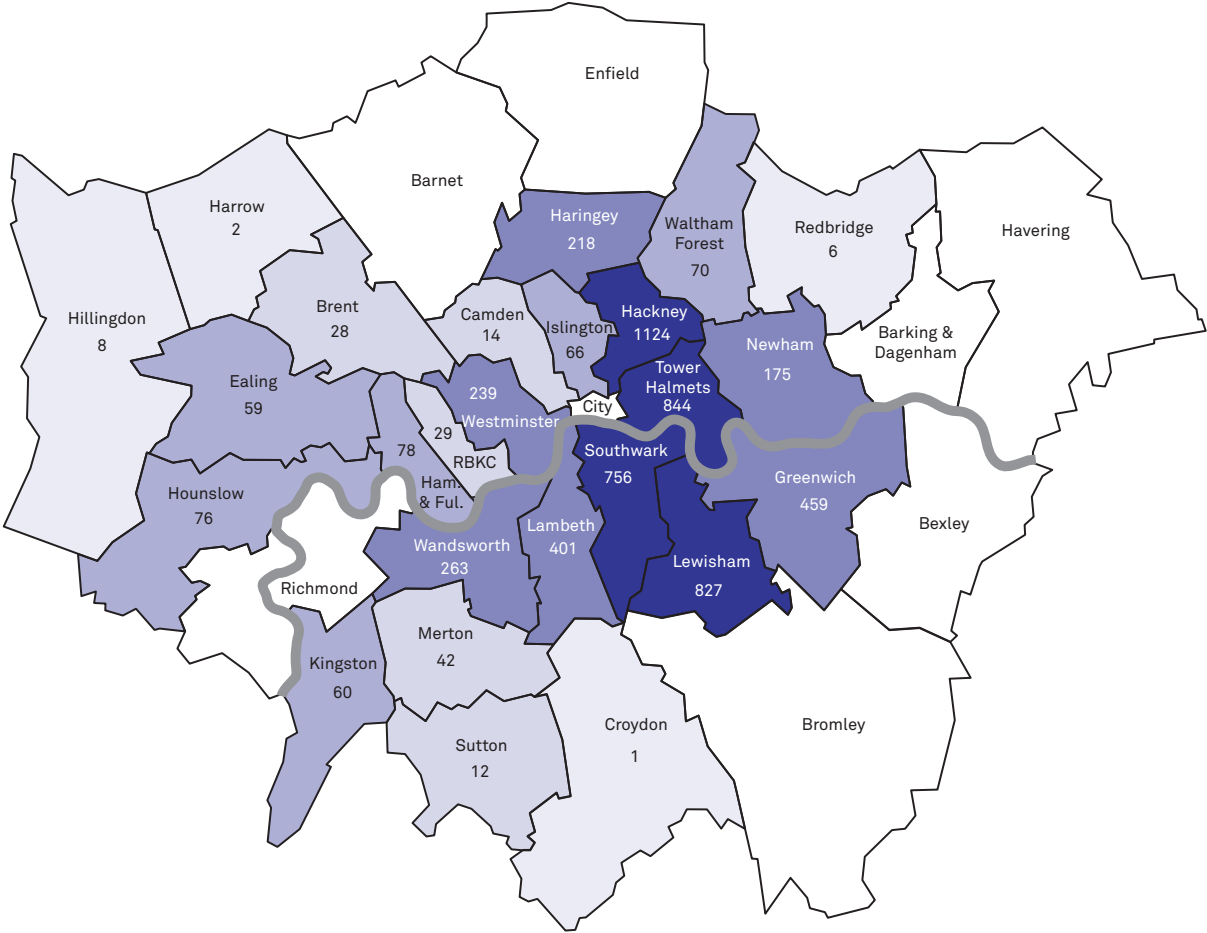 Enfield
Barnet
Harrow
2
Haringey
218
Waltham
Forest
70
Redbridge
6
Havering
Hillingdon
8
Brent
28
Camden
14
Islington
66
Hackney
1124
Newham
175
Barking &
Dagenham
Ealing
59
239
Westminster
City
Tower
Halmets
844
78
29
RBKC
Ham.
& Ful.
Southwark
756
Hounslow
76
Greenwich
459
Bexley
Lambeth
401
Wandsworth
263
Lewisham
827
Richmond
Merton
42
Kingston
60
Sutton
12
Croydon
1
Bromley